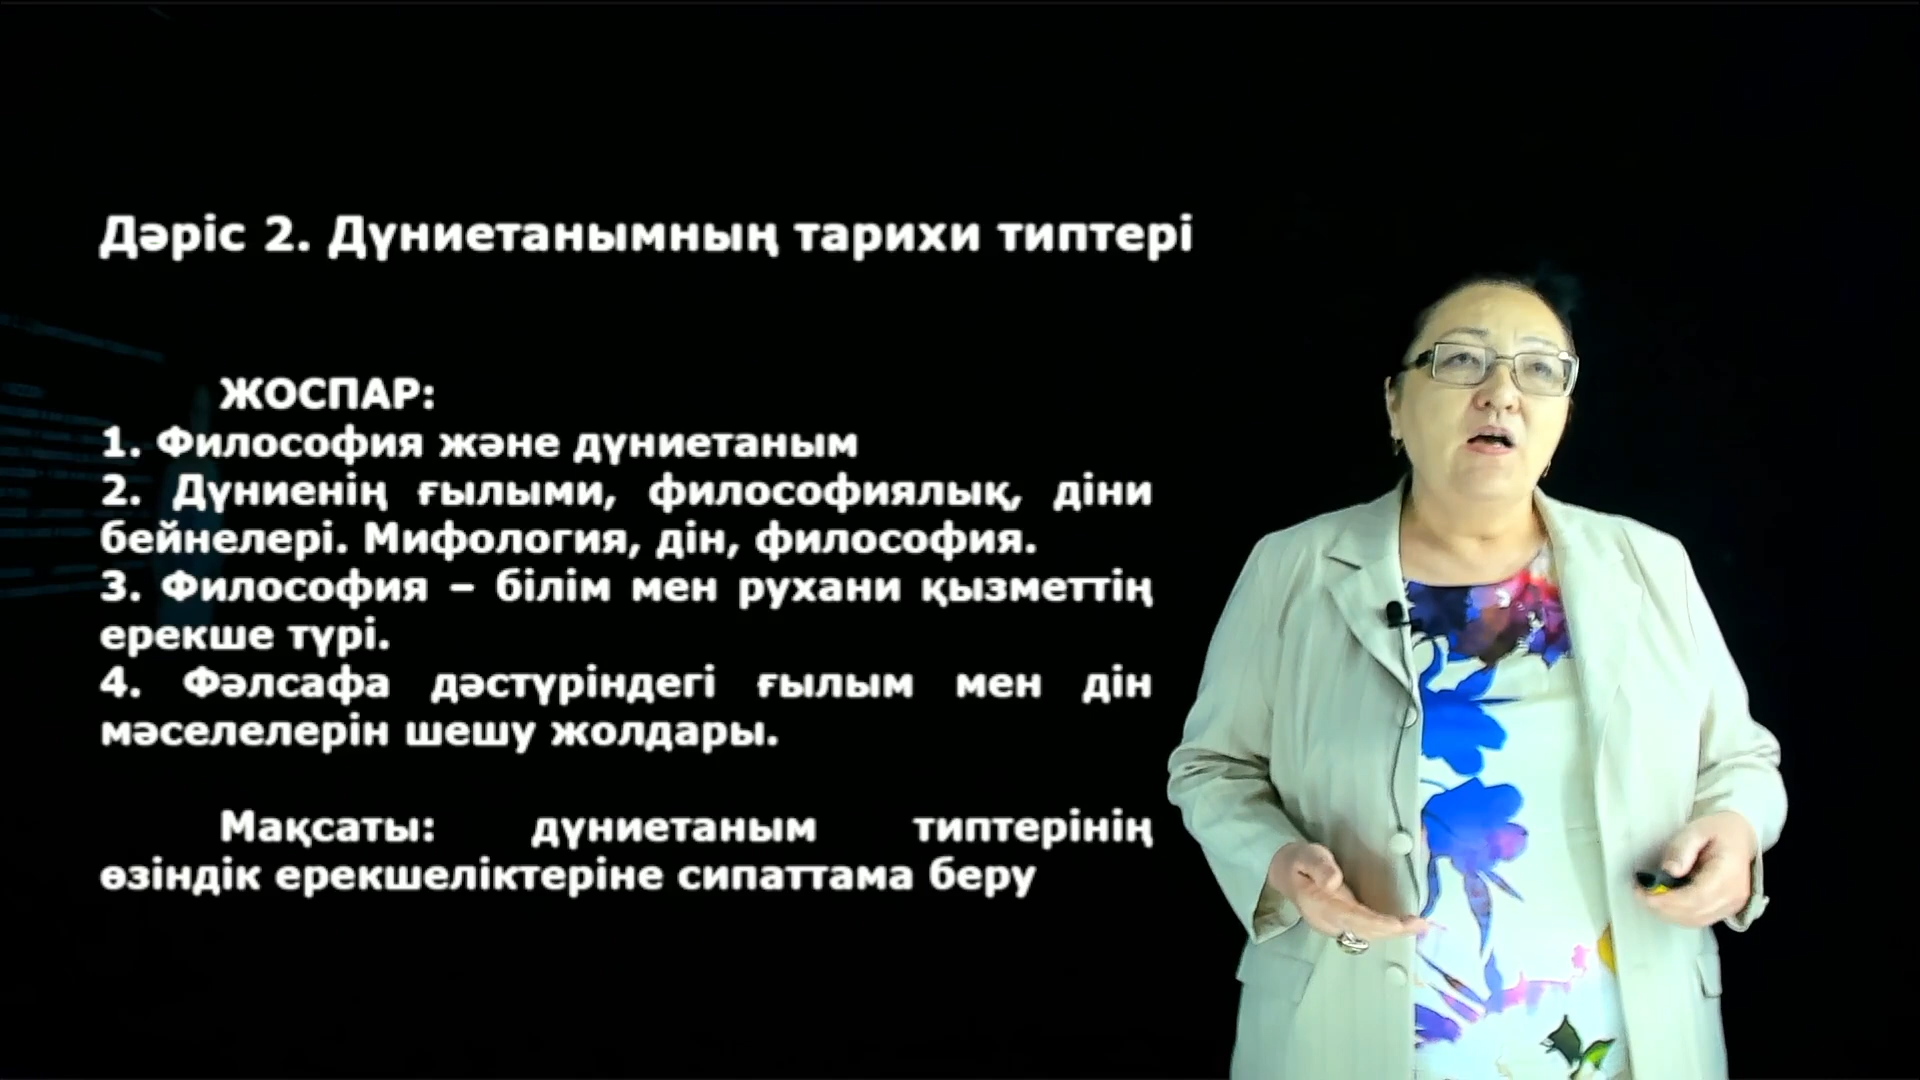 Дәріс 2. Дүниетанымның тарихи типтері
ЖОСПАР:
1. Философия және дүниетаным
2. Дүниенің ғылыми, философиялық, діни
бейнелері. Мифология, дін, философия.
3. Философия – білім мен рухани қызметтің
ерекше түрі.
4. Фәлсафа дәстүріндегі ғылым мен дін
мәселелерін шешу жолдары.
Мақсаты: дүниетаным типтерінің
өзіндік ерекшеліктеріне сипаттама беру